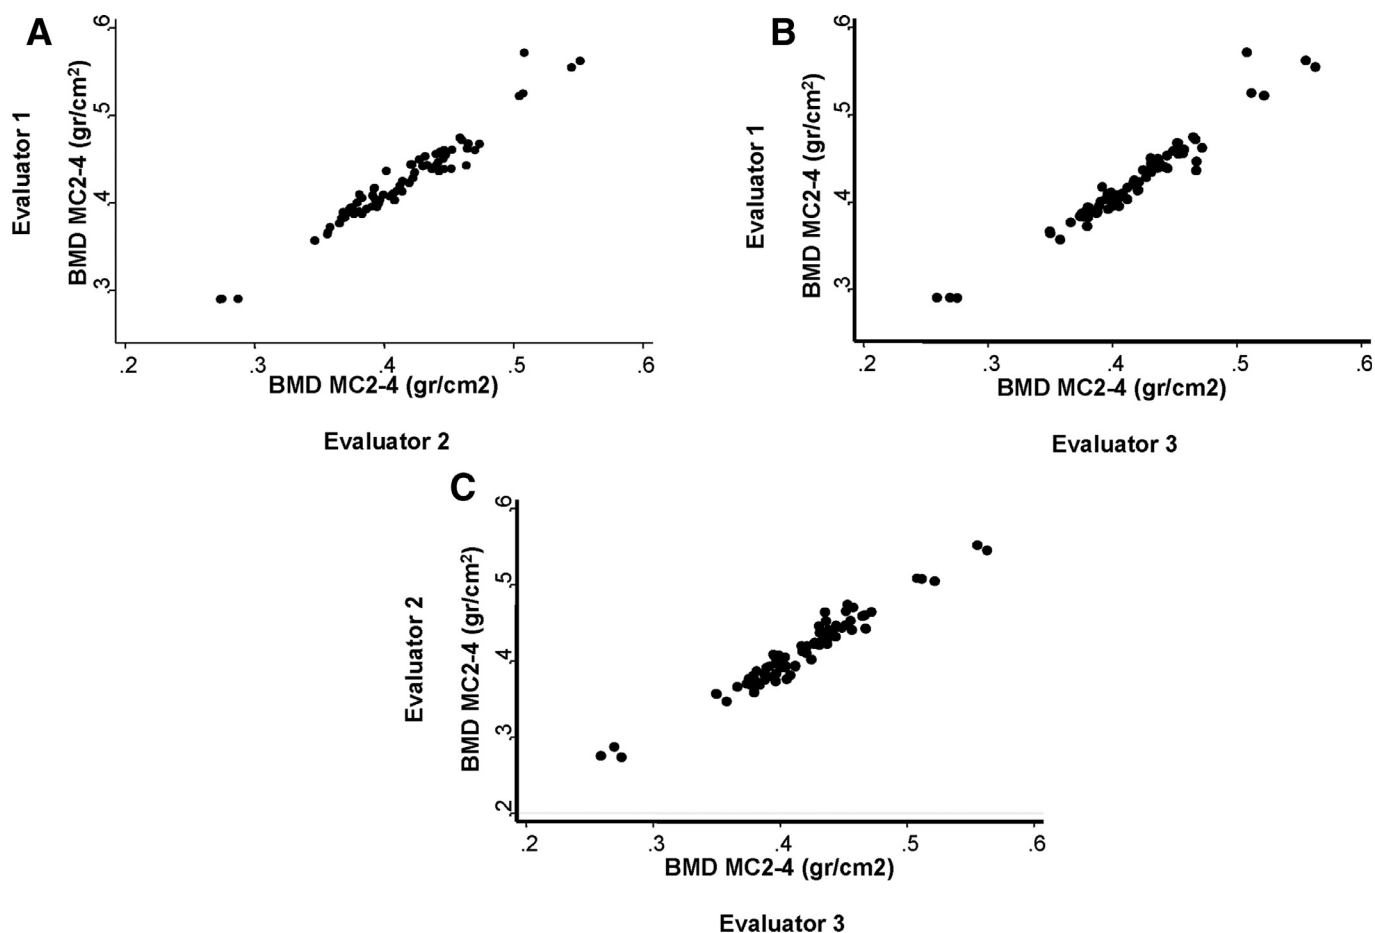 A
Evaluator 1
BMD MC2-4 (gr/cm²)
.6
.5
.4
.3
.2 .3 .4 .5 .6
BMD MC2-4 (gr/cm2)
Evaluator 2
B
Evaluator 1
BMD MC2-4 (gr/cm²)
.6
.5
.4
.3
.2 .3 .4 .5 .6
BMD MC2-4 (gr/cm2)
Evaluator 3
C
Evaluator 2
BMD MC2-4 (gr/cm²)
.6
.5
.4
.3
.2
.2 .3 .4 .5 .6
BMD MC2-4 (gr/cm2)
Evaluator 3